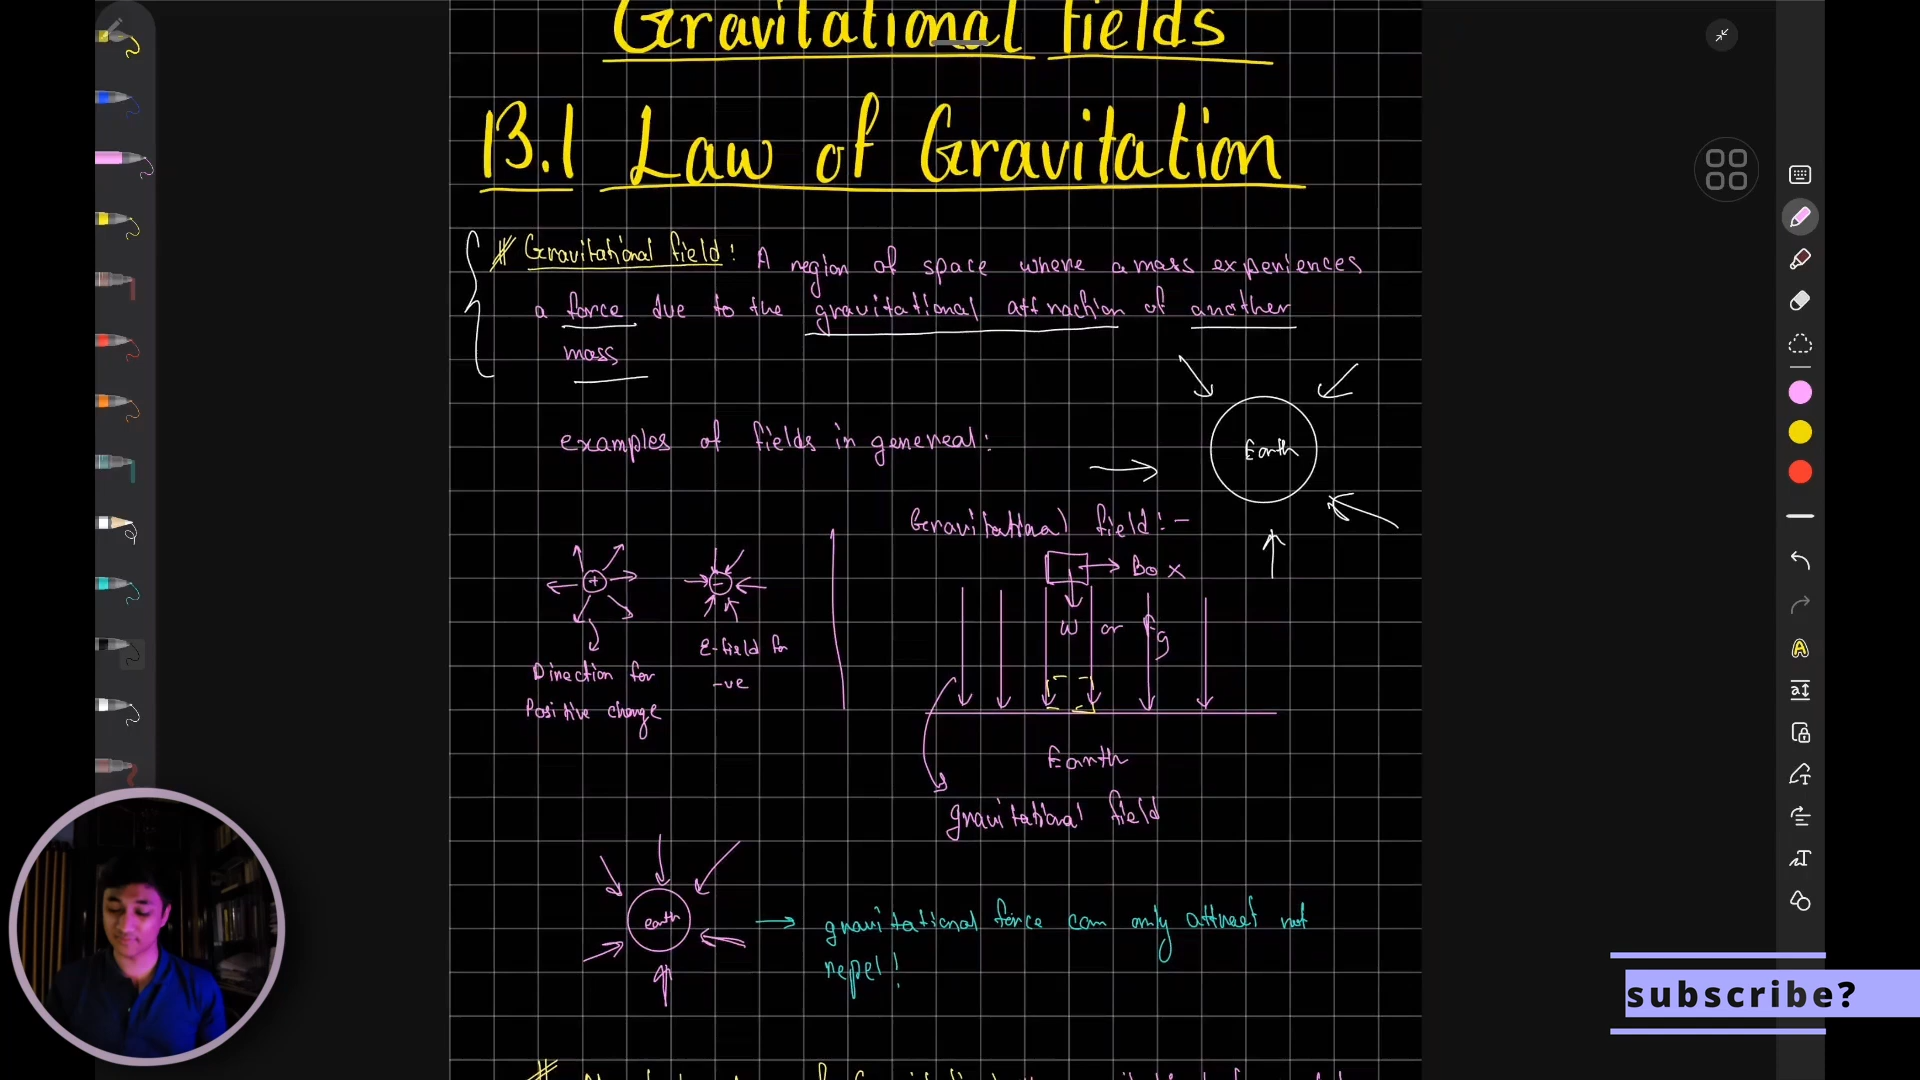 Gravitational fields
13.1 Law of Gravitation
# Gravitational field: A region of space where a mass experiences
a force due to the gravitational attraction of another
mass
examples of fields in genereal:
Earth
Gravitational field:-
Box
+
-
W or Fg
E-field for
-ve
Direction for
Positive charge
Earth
gravitational field
earth
gravitational force can only attract not
repel!
subscribe?